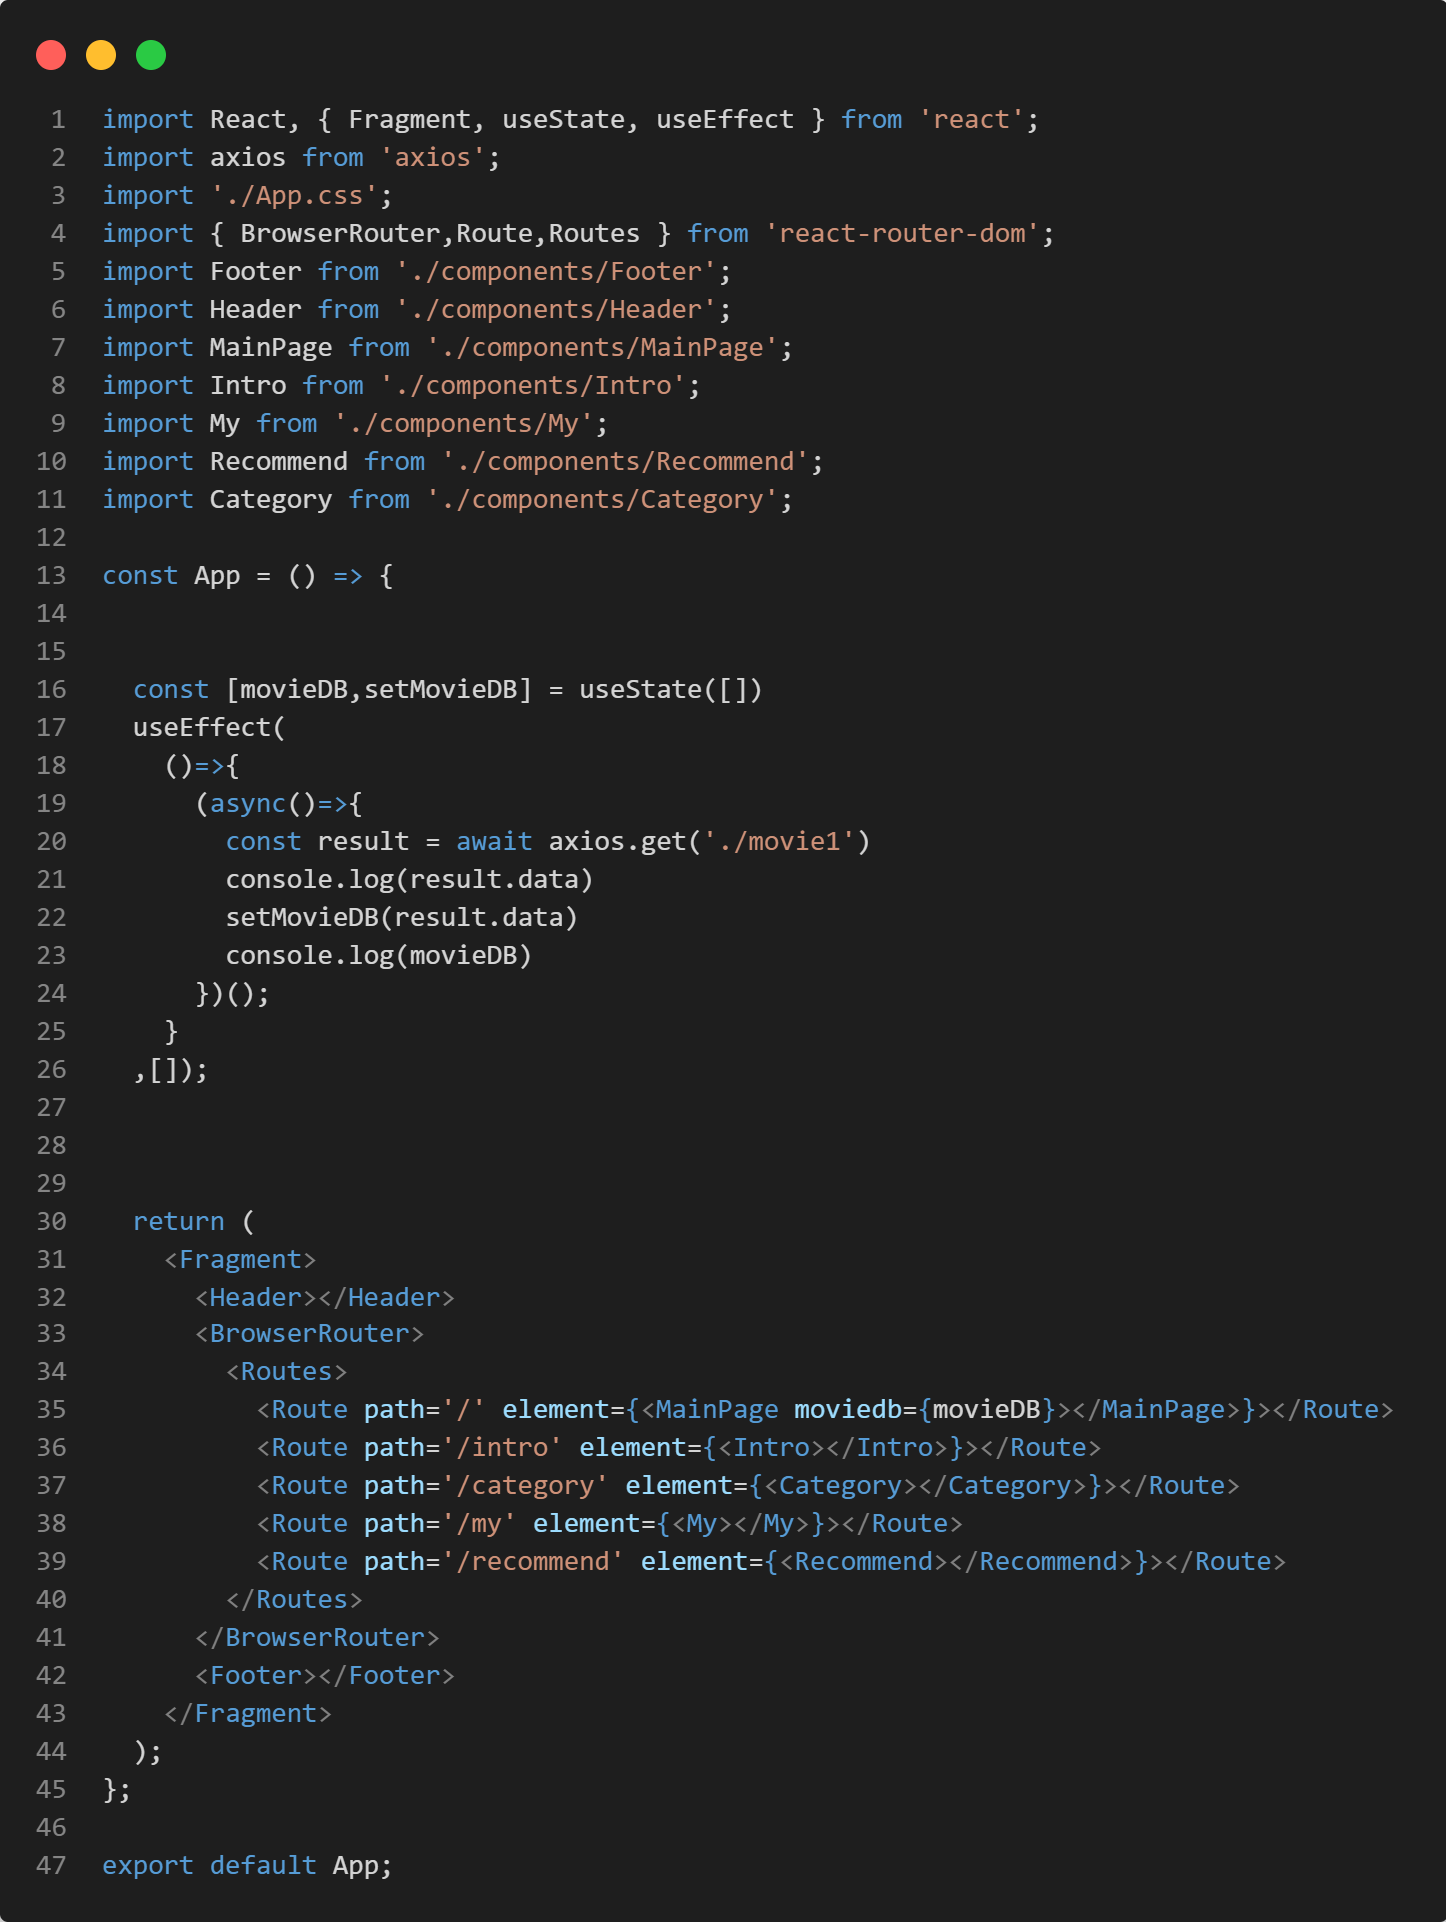 1 import React, { Fragment, useState, useEffect } from 'react';
2 import axios from 'axios';
3 import './App.css';
4 import { BrowserRouter,Route,Routes } from 'react-router-dom';
5 import Footer from './components/Footer';
6 import Header from './components/Header';
7 import MainPage from './components/MainPage';
8 import Intro from './components/Intro';
9 import My from './components/My';
10 import Recommend from './components/Recommend';
11 import Category from './components/Category';
12
13 const App = () => {
14
15
16   const [movieDB,setMovieDB] = useState([])
17   useEffect(
18     ()=>{
19       (async()=>{
20         const result = await axios.get('./movie1')
21         console.log(result.data)
22         setMovieDB(result.data)
23         console.log(movieDB)
24       })();
25     }
26   ,[]);
27
28
29
30   return (
31     <Fragment>
32       <Header></Header>
33       <BrowserRouter>
34         <Routes>
35           <Route path='/' element={<MainPage moviedb={movieDB}></MainPage>}></Route>
36           <Route path='/intro' element={<Intro></Intro>}></Route>
37           <Route path='/category' element={<Category></Category>}></Route>
38           <Route path='/my' element={<My></My>}></Route>
39           <Route path='/recommend' element={<Recommend></Recommend>}></Route>
40         </Routes>
41       </BrowserRouter>
42       <Footer></Footer>
43     </Fragment>
44   );
45 };
46
47 export default App;